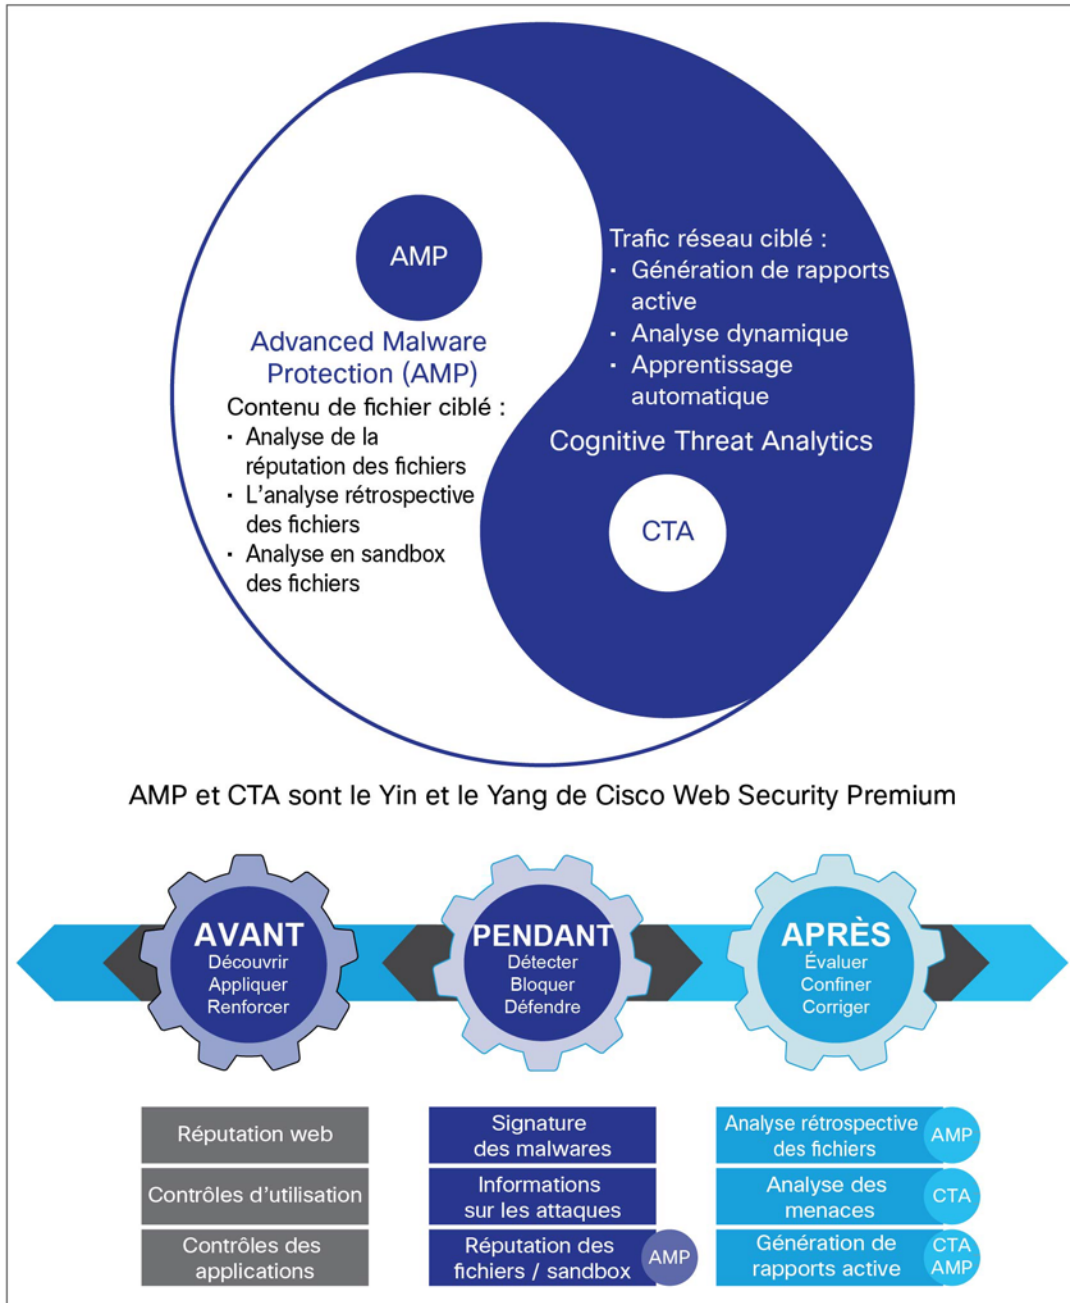 AMP
Advanced Malware
Protection (AMP)
Contenu de fichier ciblé :
· Analyse de la
réputation des fichiers
· L'analyse rétrospective
des fichiers
· Analyse en sandbox
des fichiers
Trafic réseau ciblé :
· Génération de rapports
active
· Analyse dynamique
· Apprentissage
automatique
Cognitive Threat Analytics
CTA
AMP et CTA sont le Yin et le Yang de Cisco Web Security Premium
AVANT
Découvrir
Appliquer
Renforcer
PENDANT
Détecter
Bloquer
Défendre
APRÈS
Évaluer
Confiner
Corriger
Réputation web
Contrôles d'utilisation
Contrôles des
applications
Signature
des malwares
Informations
sur les attaques
Réputation des
fichiers / sandbox
AMP
Analyse rétrospective
des fichiers
AMP
Analyse des
menaces
CTA
Génération de
rapports active
CTA
AMP